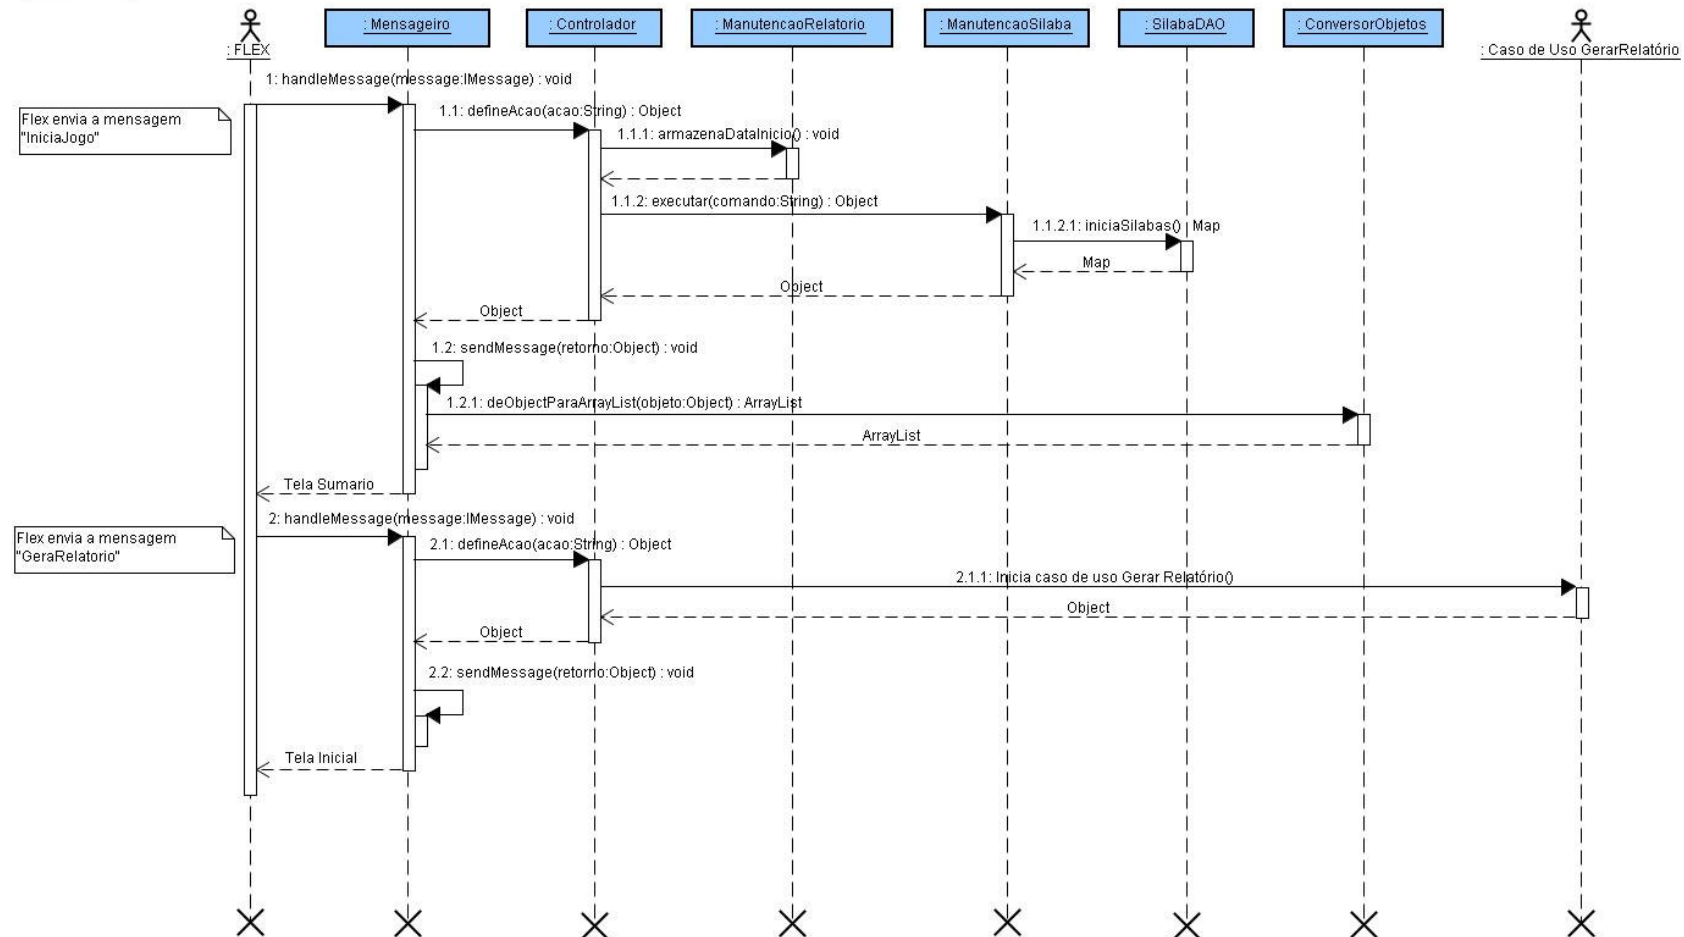 : FLEX
: Mensageiro
: Controlador
: ManutencaoRelatorio
: ManutencaoSilaba
: SilabaDAO
: ConversorObjetos
: Caso de Uso GerarRelatório
1: handleMessage(message:IMessage) : void
Flex envia a mensagem
"IniciaJogo"
1.1: defineAcao(acao:String) : Object
1.1.1: armazenaDataInicio() : void
1.1.2: executar(comando:String) : Object
1.1.2.1: iniciaSilabas() : Map
Map
Object
Object
1.2: sendMessage(retorno:Object) : void
1.2.1: deObjectParaArrayList(objeto:Object) : ArrayList
ArrayList
Tela Sumario
2: handleMessage(message:IMessage) : void
Flex envia a mensagem
"GeraRelatorio"
2.1: defineAcao(acao:String) : Object
2.1.1: Inicia caso de uso Gerar Relatório()
Object
Object
2.2: sendMessage(retorno:Object) : void
Tela Inicial